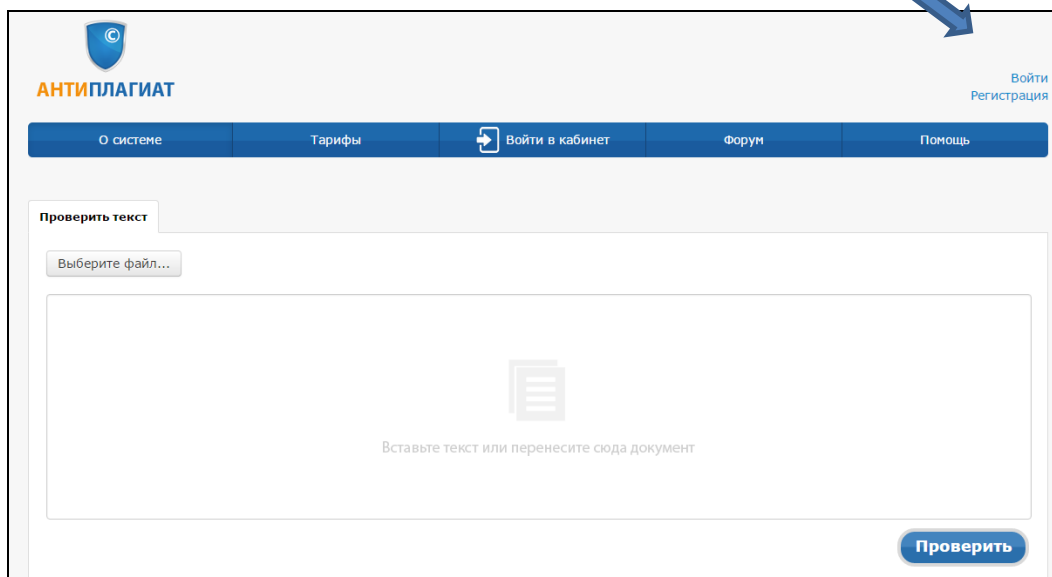 ©
АНТИПЛАГИАТ
Войти
Регистрация
О системе
Тарифы
Войти в кабинет
Форум
Помощь
Проверить текст
Выберите файл...
Вставьте текст или перенесите сюда документ
Проверить